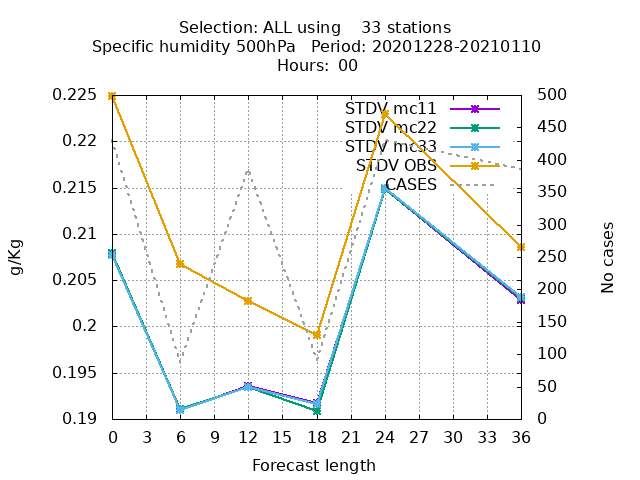 Selection: ALL using    33 stations
Specific humidity 500hPa   Period: 20201228-20210110
Hours:  00
0.225
0.22
0.215
0.21
0.205
0.2
0.195
0.19
g/Kg
STDV mc11
STDV mc22
STDV mc33
STDV OBS
CASES
500
450
400
350
300
250
200
150
100
50
0
No cases
0 3 6 9 12 15 18 21 24 27 30 33 36
Forecast length